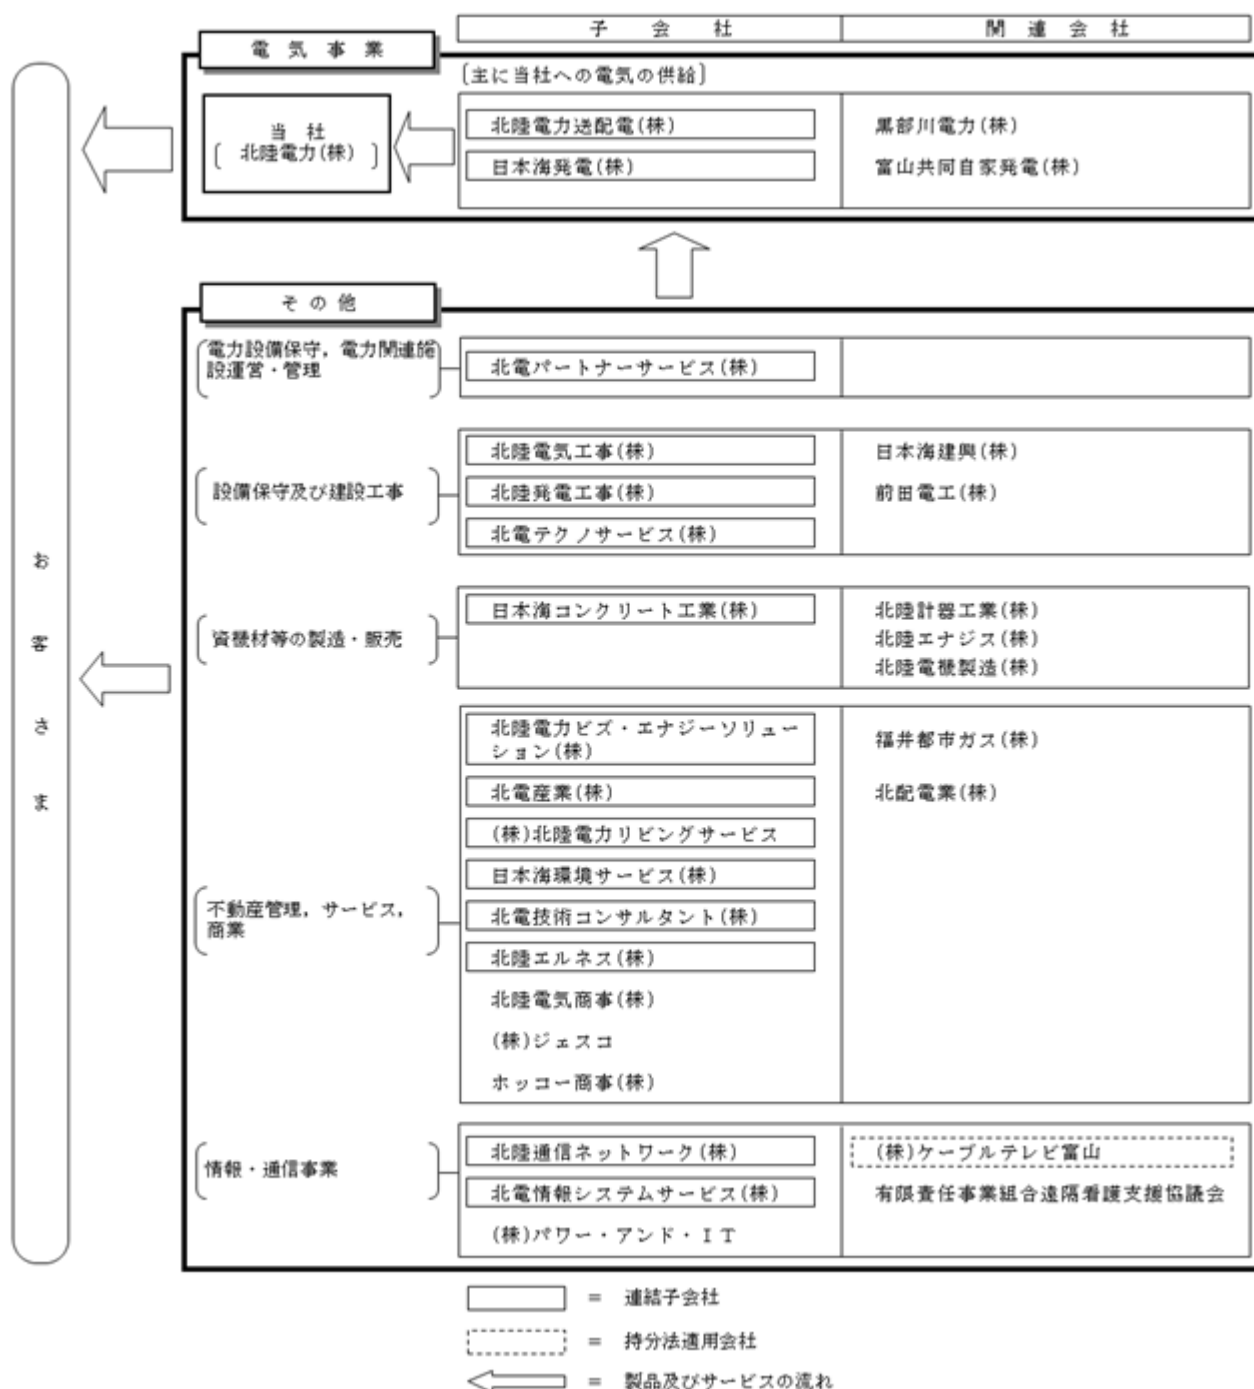 子会社 関連会社
電気事業
[主に当社への電気の供給]
当社
[ 北陸電力(株) ]
北陸電力送配電(株)
日本海発電(株)
黒部川電力(株)
富山共同自家発電(株)
その他
電力設備保守,電力関連施
設運営・管理
北電パートナーサービス(株)
設備保守及び建設工事
北陸電気工事(株)
北陸発電工事(株)
北電テクノサービス(株)
日本海建興(株)
前田電工(株)
資機材等の製造・販売
日本海コンクリート工業(株)
北陸計器工業(株)
北陸エナジス(株)
北陸電機製造(株)
不動産管理,サービス,
商業
北陸電力ビズ・エナジーソリュー
ション(株)
北電産業(株)
(株)北陸電力リビングサービス
日本海環境サービス(株)
北電技術コンサルタント(株)
北陸エルネス(株)
北陸電気商事(株)
(株)ジェスコ
ホッコー商事(株)
福井都市ガス(株)
北配電業(株)
情報・通信事業
北陸通信ネットワーク(株)
北電情報システムサービス(株)
(株)パワー・アンド・IT
(株)ケーブルテレビ富山
有限責任事業組合遠隔看護支援協議会
お客さま
= 連結子会社
= 持分法適用会社
= 製品及びサービスの流れ